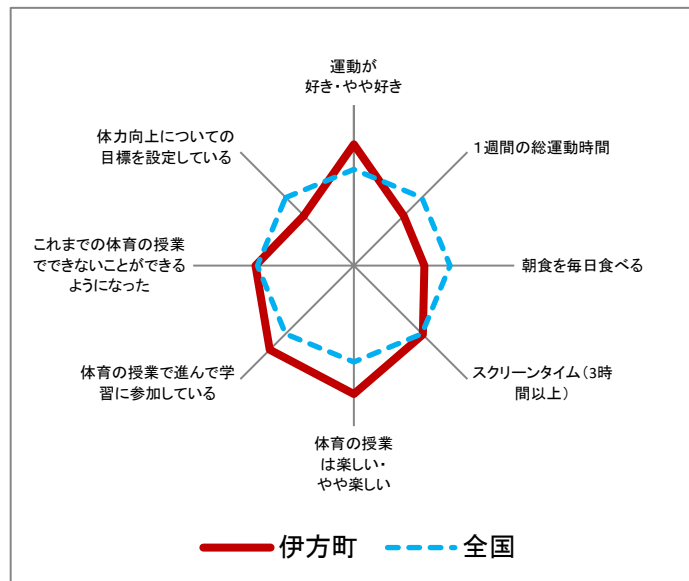 運動が
好き・やや好き
体力向上についての
目標を設定している
1週間の総運動時間
これまでの体育の授業
でできないことができる
ようになった
朝食を毎日食べる
体育の授業で進んで学
習に参加している
スクリーンタイム(3時
間以上)
体育の授業
は楽しい・
やや楽しい
伊方町
全国